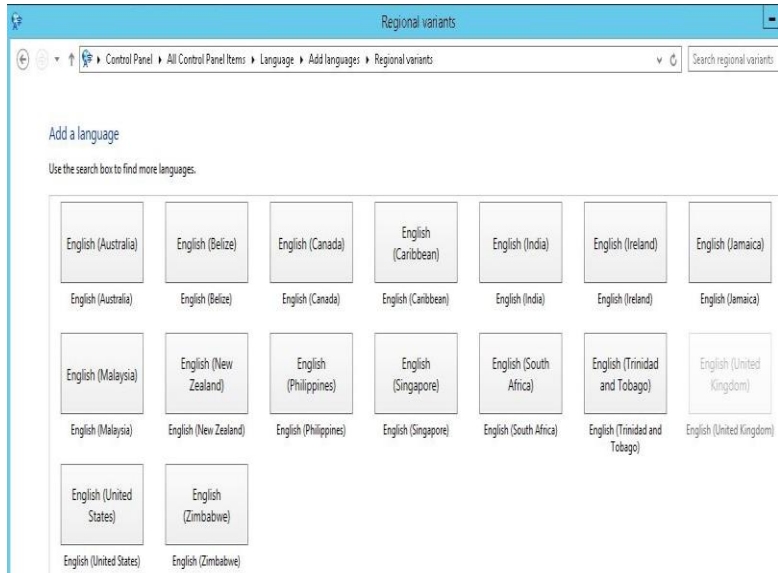 Regional variants
Control Panel ▸ All Control Panel Items ▸ Language ▸ Add languages ▸ Regional variants
Search regional variants
Add a language
Use the search box to find more languages.
English (Australia)
English (Belize)
English (Canada)
English
(Caribbean)
English (India)
English (Ireland)
English (Jamaica)
English (Australia)
English (Belize)
English (Canada)
English (Caribbean)
English (India)
English (Ireland)
English (Jamaica)
English (Malaysia)
English (New
Zealand)
English
(Philippines)
English
(Singapore)
English (South
Africa)
English (Trinidad
and Tobago)
English (United
Kingdom)
English (Malaysia)
English (New Zealand)
English (Philippines)
English (Singapore)
English (South Africa)
English (Trinidad and
Tobago)
English (United Kingdom)
English (United
States)
English
(Zimbabwe)
English (United States)
English (Zimbabwe)